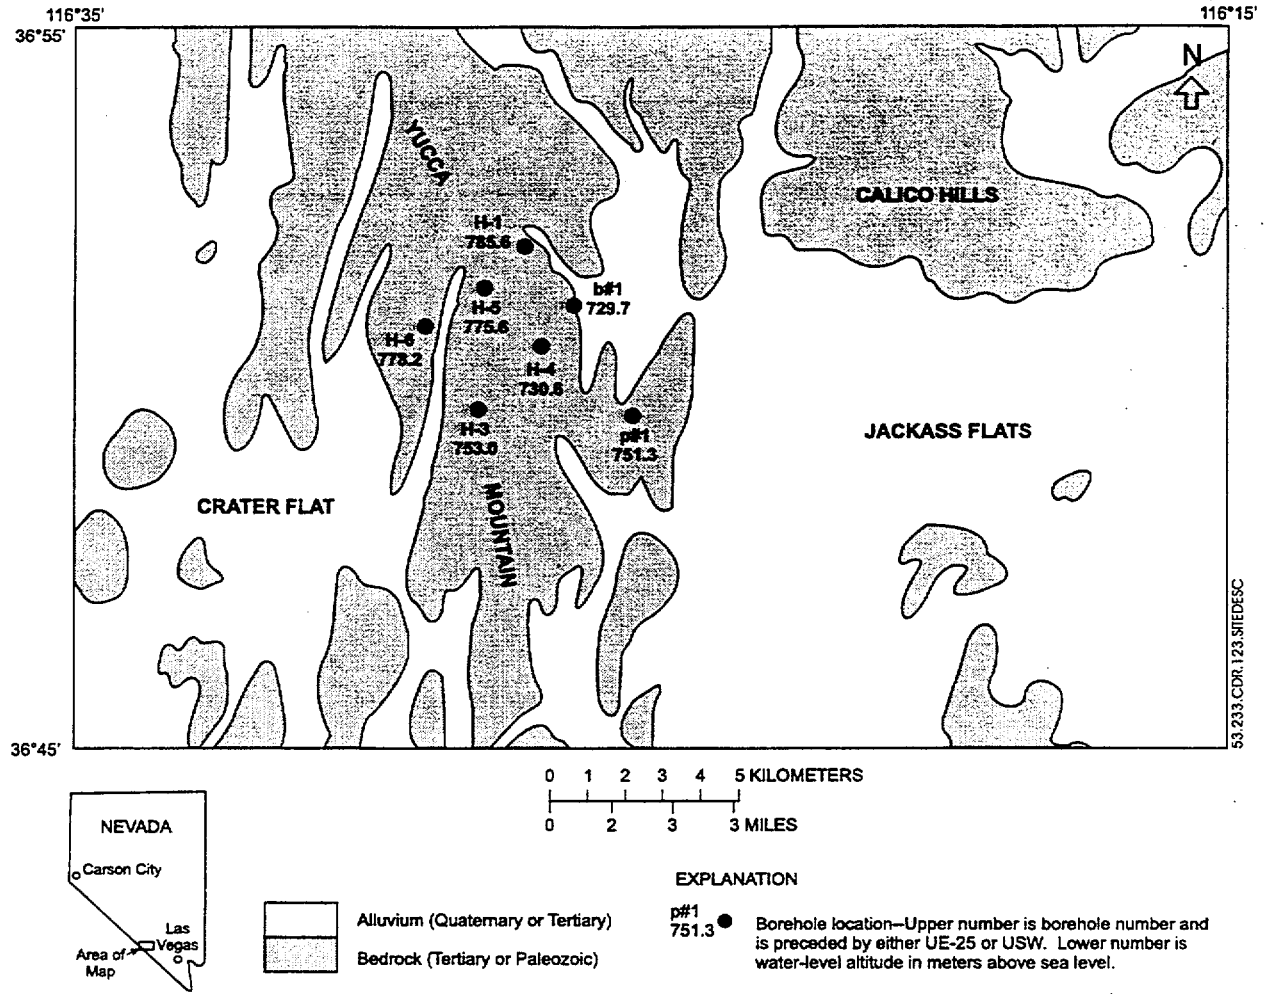 116°35'
116°15'
36°55'
N
YUCCA
CALICO HILLS
H-1
785.6
b#1
729.7
H-5
775.6
H-6
778.2
H-4
730.6
H-3
753.0
p#1
751.3
JACKASS FLATS
CRATER FLAT
MOUNTAIN
53.233.CDR.123.SITEDESC
36°45'
0 1 2 3 4 5 KILOMETERS
0 2 3 3 MILES
NEVADA
Carson City
Las
Vegas
Area of
Map
EXPLANATION
Alluvium (Quaternary or Tertiary)
Bedrock (Tertiary or Paleozoic)
p#1
751.3
Borehole location—Upper number is borehole number and
is preceded by either UE-25 or USW. Lower number is
water-level altitude in meters above sea level.